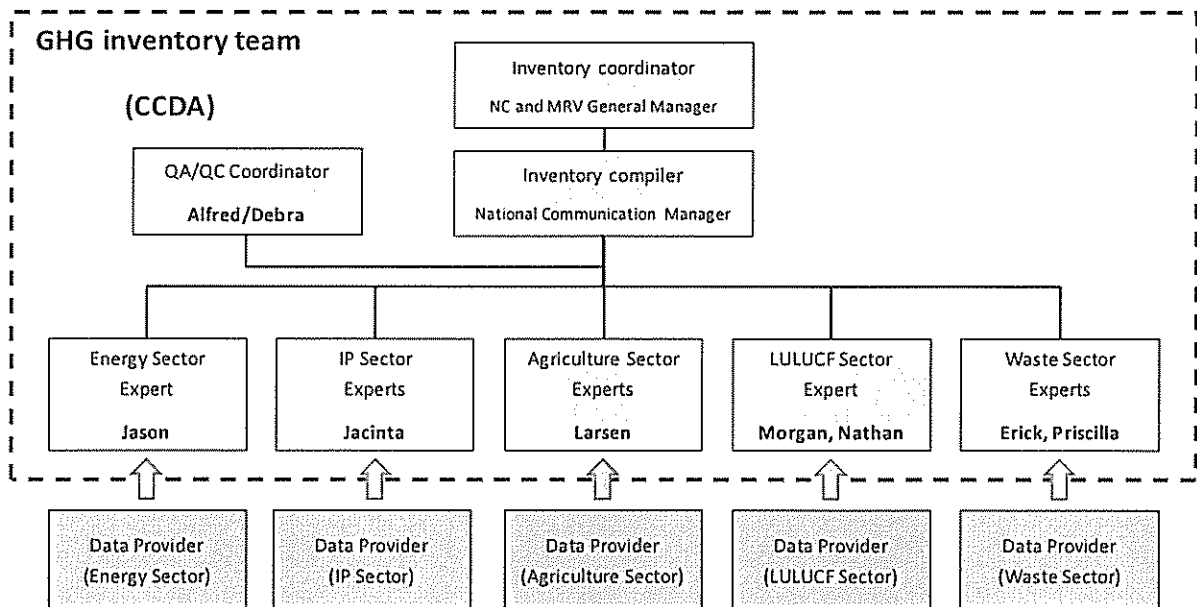 GHG inventory team
(CCDA)
Inventory coordinator
NC and MRV General Manager
QA/QC Coordinator
Alfred/Debra
Inventory compiler
National Communication Manager
Energy Sector
Expert
Jason
IP Sector
Experts
Jacinta
Agriculture Sector
Experts
Larsen
LULUCF Sector
Expert
Morgan, Nathan
Waste Sector
Experts
Erick, Priscilla
Data Provider
(Energy Sector)
Data Provider
(IP Sector)
Data Provider
(Agriculture Sector)
Data Provider
(LULUCF Sector)
Data Provider
(Waste Sector)